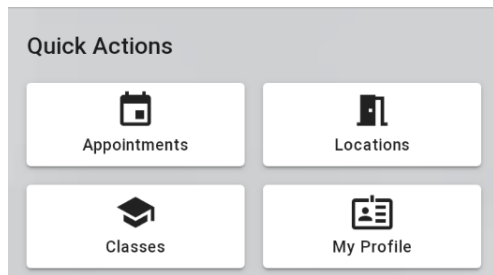 Quick Actions
Appointments
Locations
Classes
My Profile